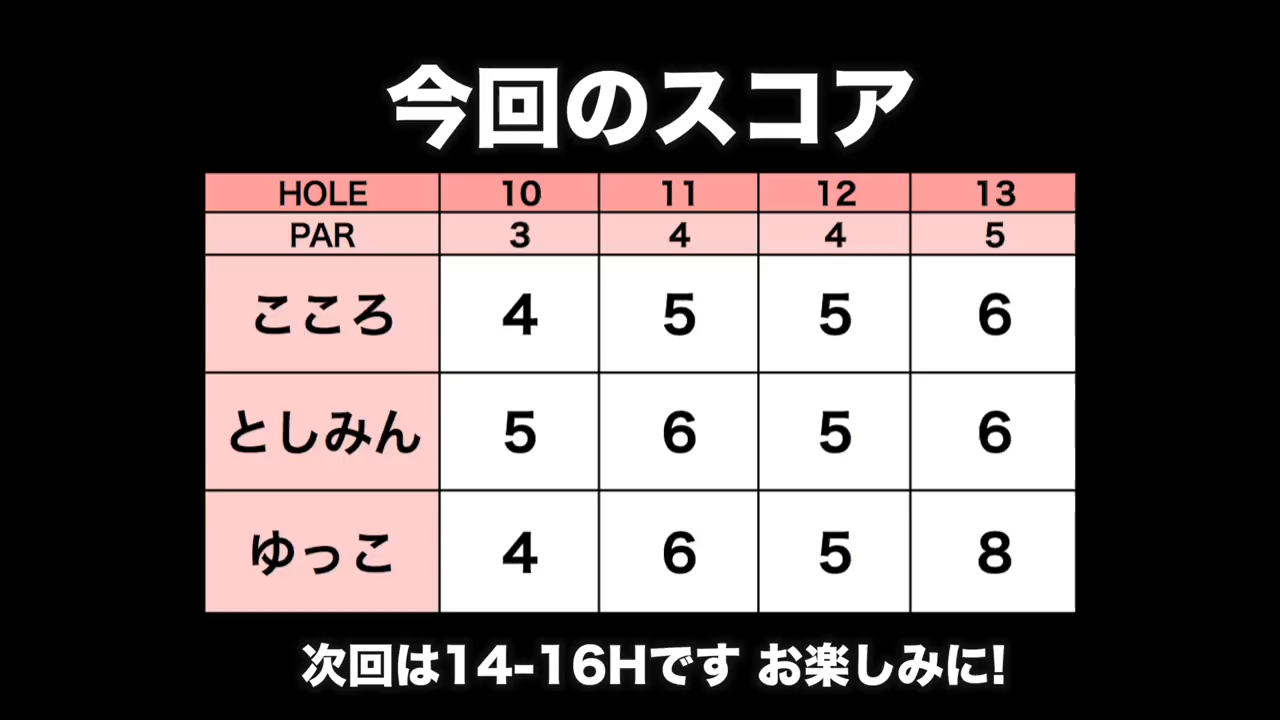 今回のスコア
HOLE 10 11 12 13
PAR 3 4 4 5
こころ 4 5 5 6
としみん 5 6 5 6
ゆっこ 4 6 5 8
次回は14-16Hです お楽しみに!